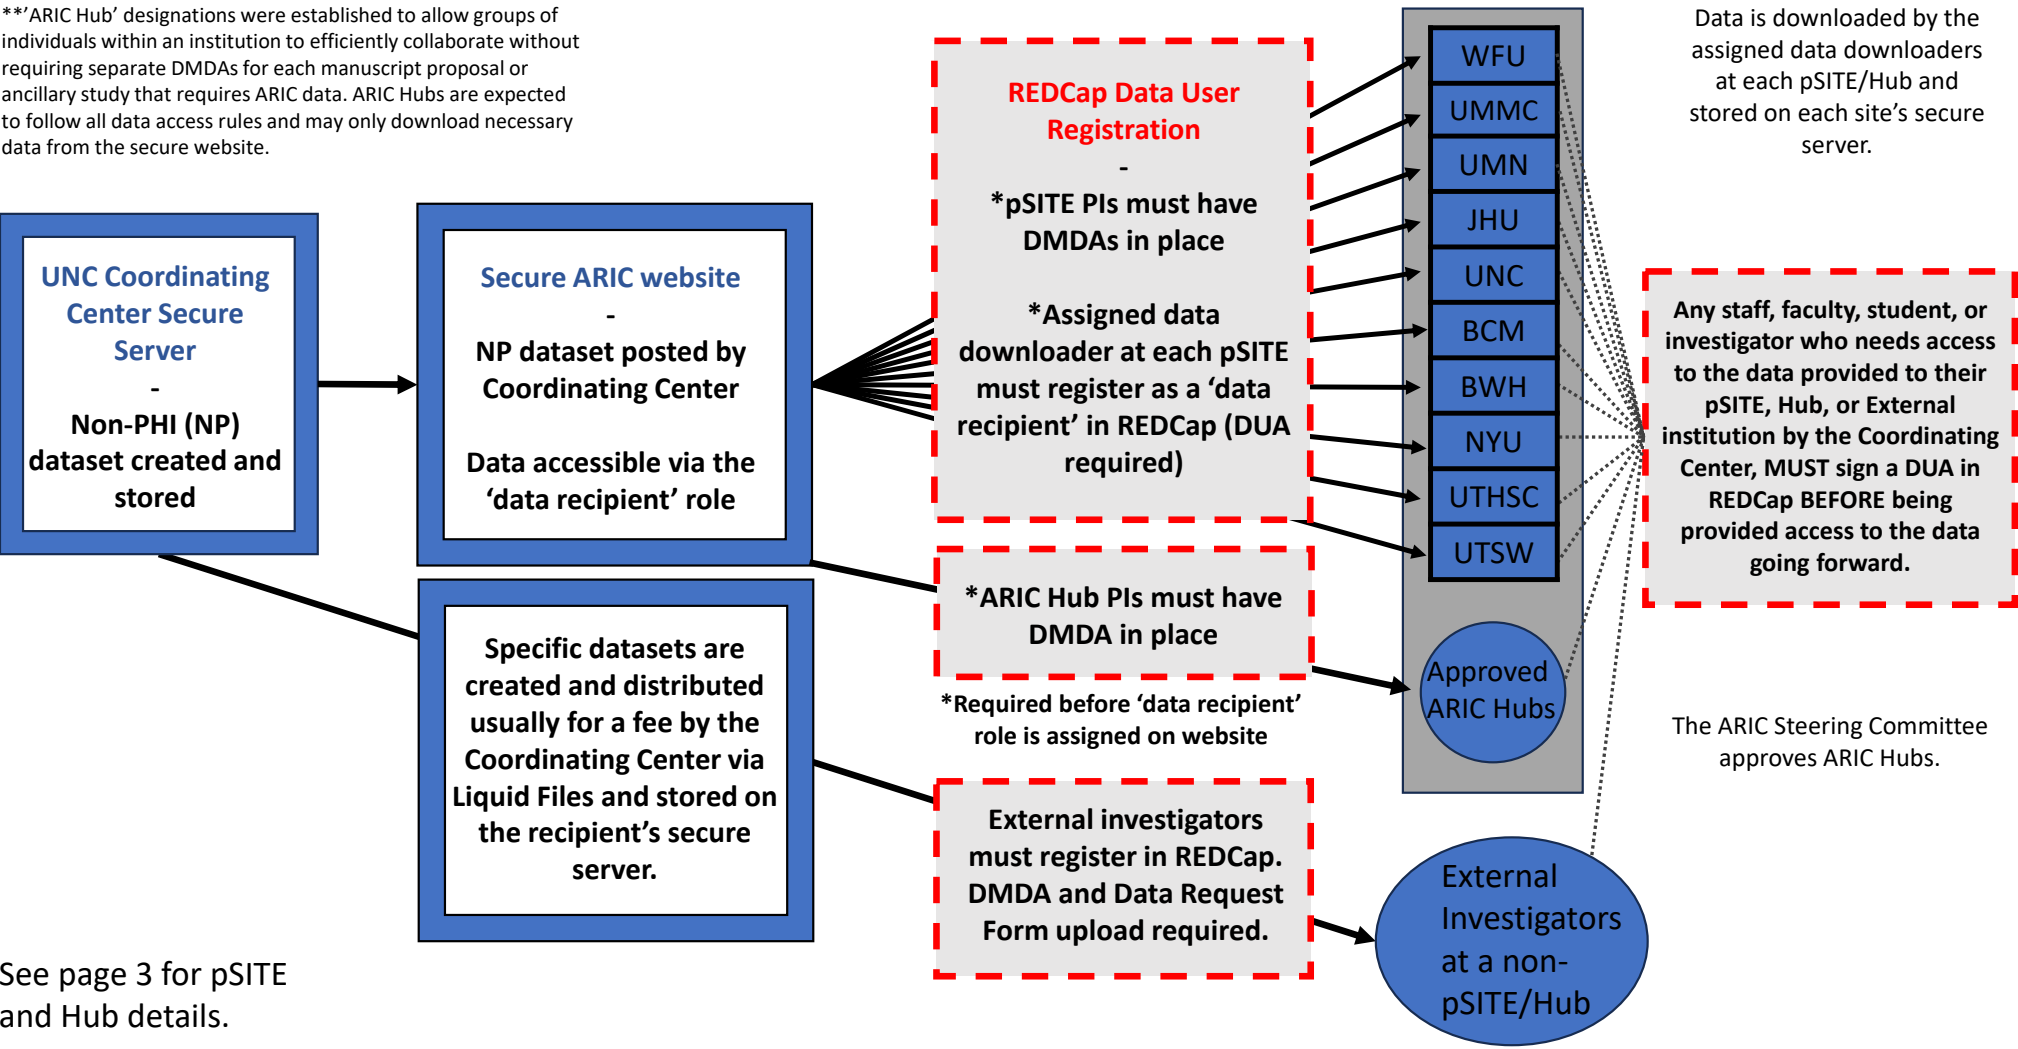 **'ARIC Hub' designations were established to allow groups of
individuals within an institution to efficiently collaborate without
requiring separate DMDAs for each manuscript proposal or
ancillary study that requires ARIC data. ARIC Hubs are expected
to follow all data access rules and may only download necessary
data from the secure website.
UNC Coordinating
Center Secure
Server
-
Non-PHI (NP)
dataset created and
stored
Secure ARIC website
-
NP dataset posted by
Coordinating Center
Data accessible via the
‘data recipient’ role
Specific datasets are
created and distributed
usually for a fee by the
Coordinating Center via
Liquid Files and stored on
the recipient’s secure
server.
REDCap Data User
Registration
-
*pSITE PIs must have
DMDAs in place
*Assigned data
downloader at each pSITE
must register as a ‘data
recipient’ in REDCap (DUA
required)
*ARIC Hub PIs must have
DMDA in place
*Required before ‘data recipient’
role is assigned on website
External investigators
must register in REDCap.
DMDA and Data Request
Form upload required.
WFU
UMMC
UMN
JHU
UNC
BCM
BWH
NYU
UTHSC
UTSW
Approved
ARIC Hubs
External
Investigators
at a non-
pSITE/Hub
Data is downloaded by the
assigned data downloaders
at each pSITE/Hub and
stored on each site’s secure
server.
Any staff, faculty, student, or
investigator who needs access
to the data provided to their
pSITE, Hub, or External
institution by the Coordinating
Center, MUST sign a DUA in
REDCap BEFORE being
provided access to the data
going forward.
The ARIC Steering Committee
approves ARIC Hubs.
See page 3 for pSITE
and Hub details.